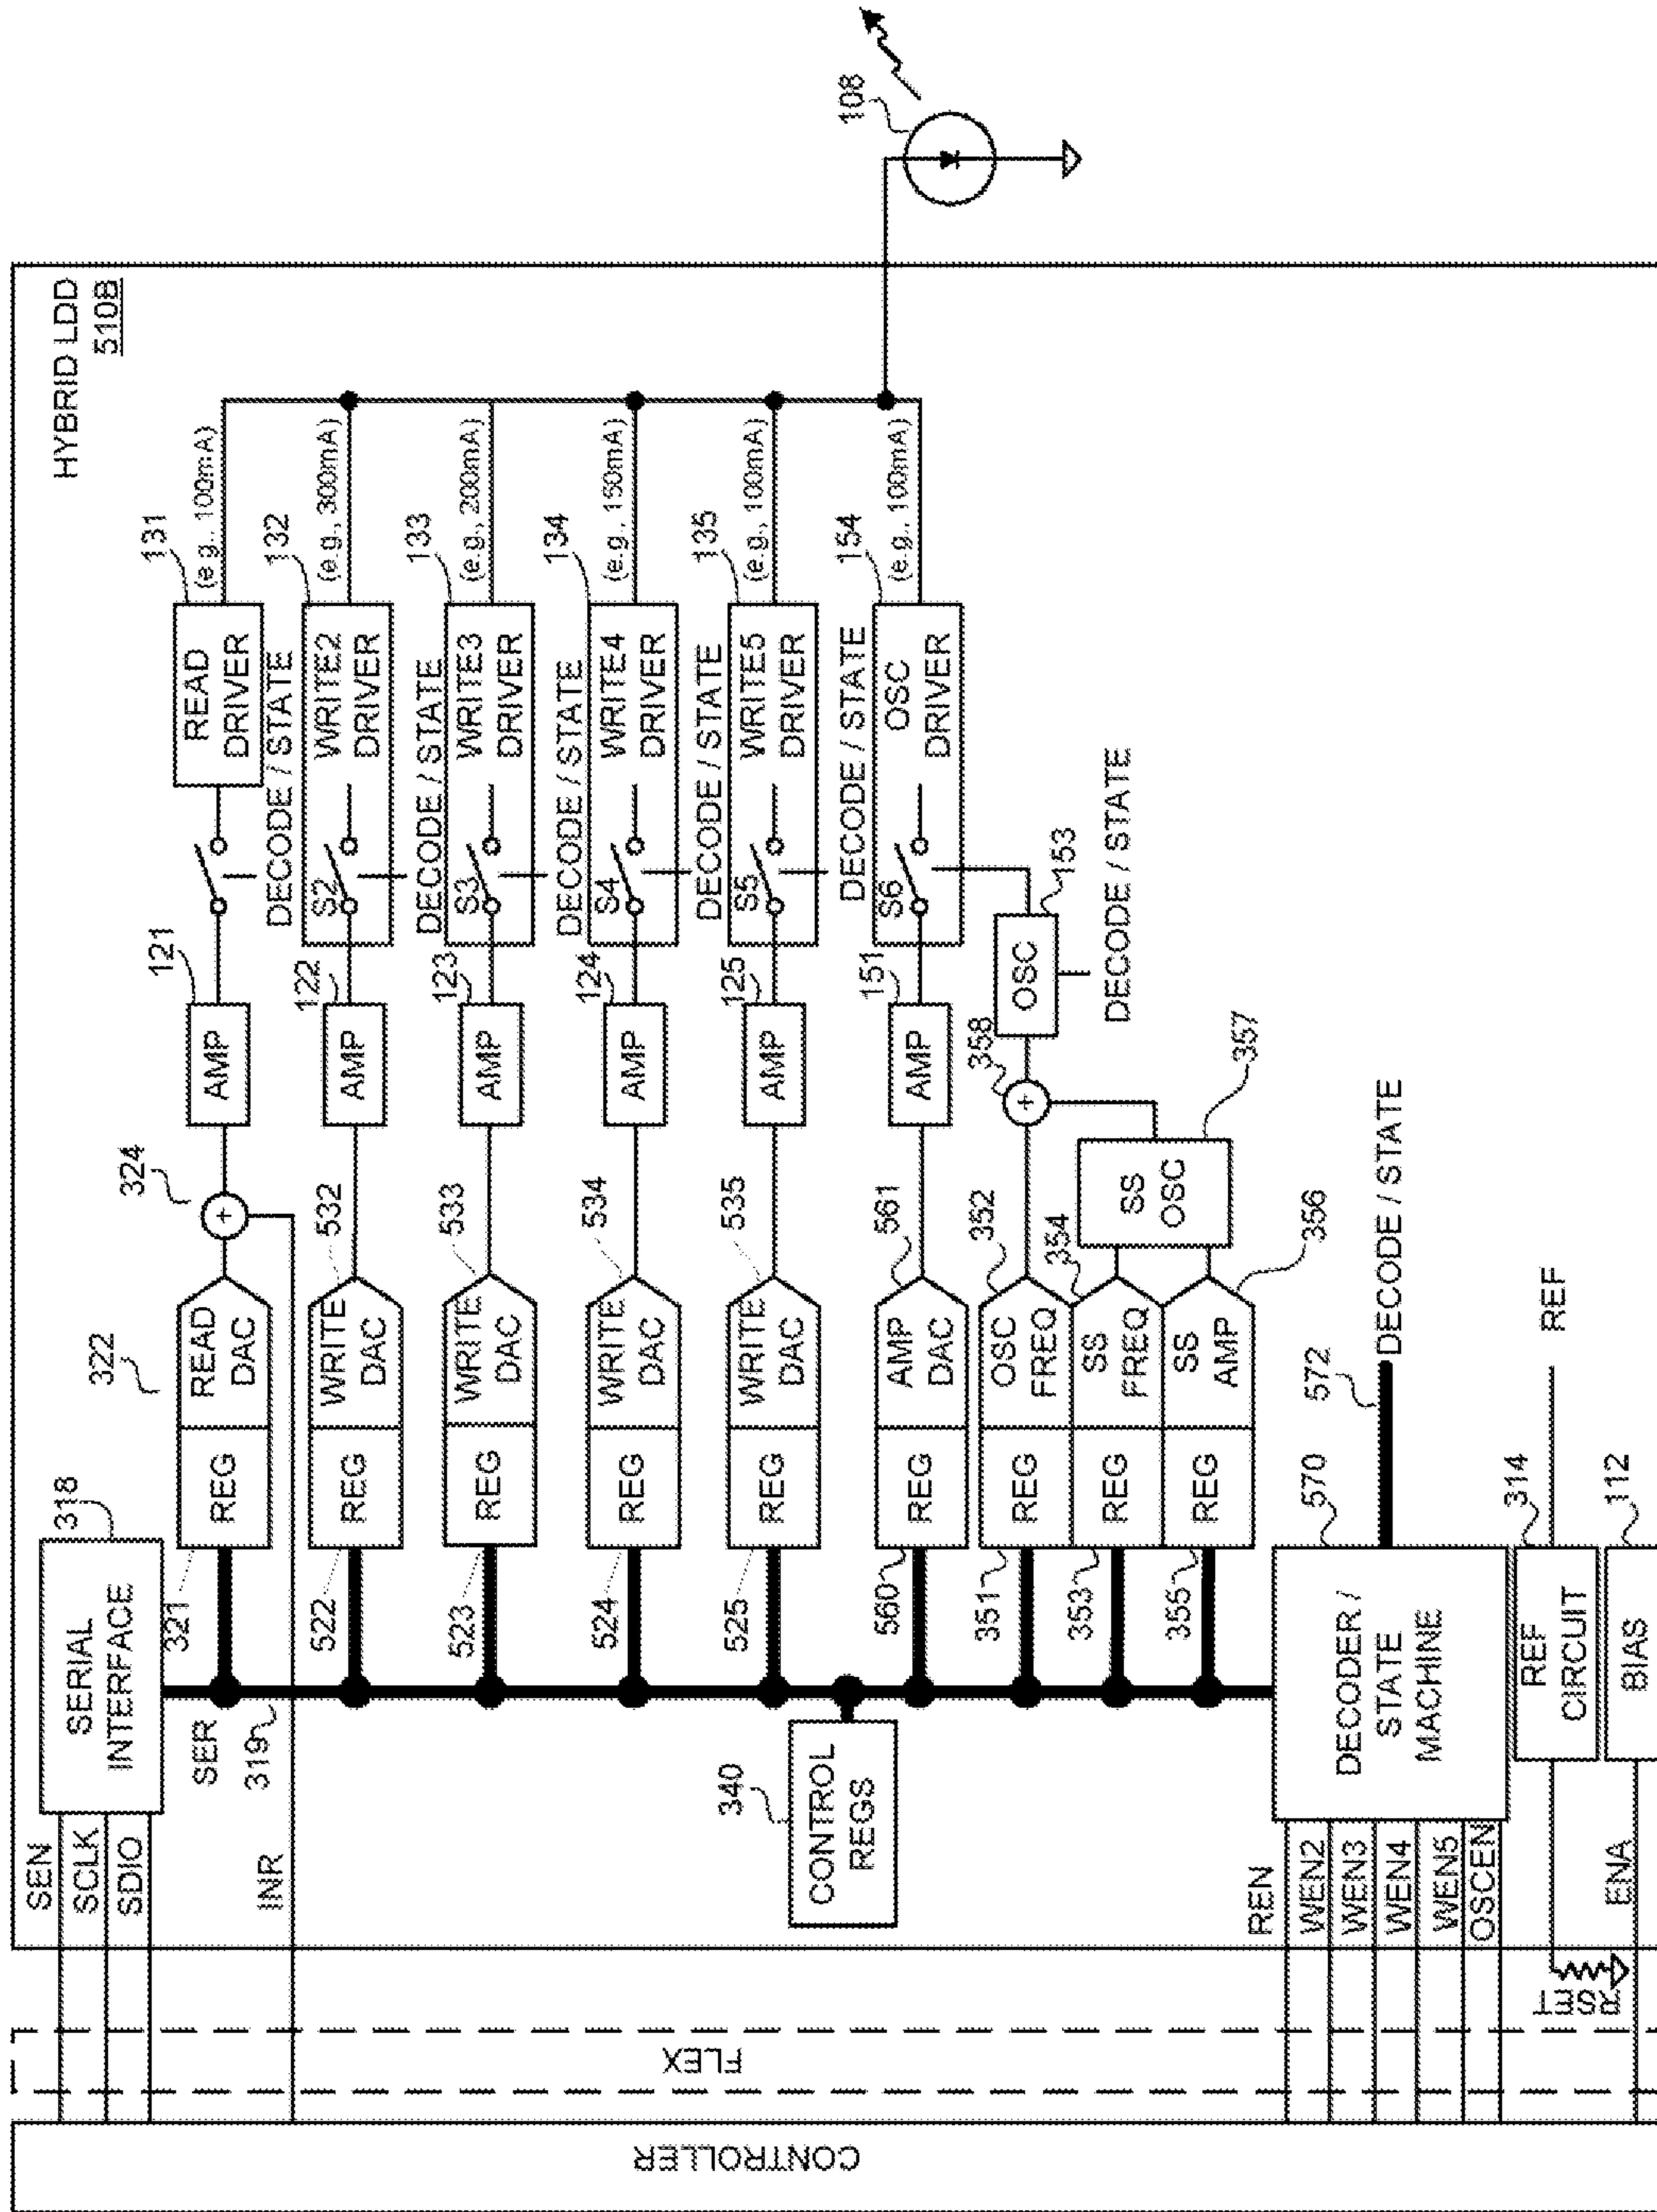 HYBRID LDD
510B
SEN
SCLK
SDIO
SERIAL
INTERFACE
318
SER
319
INR
321
REG
READ
DAC
322
324
+
AMP
121
READ
DRIVER
131
(e.g., 100mA)
DECODE / STATE
522
REG
WRITE
DAC
532
AMP
122
S2
WRITE2
DRIVER
132
(e.g., 300mA)
DECODE / STATE
523
REG
WRITE
DAC
533
AMP
123
S3
WRITE3
DRIVER
133
(e.g., 200mA)
DECODE / STATE
524
REG
WRITE
DAC
534
AMP
124
S4
WRITE4
DRIVER
134
(e.g., 150mA)
DECODE / STATE
525
REG
WRITE
DAC
535
AMP
125
S5
WRITE5
DRIVER
135
(e.g., 100mA)
DECODE / STATE
340
CONTROL
REGS
560
REG
AMP
DAC
561
AMP
151
S6
OSC
DRIVER
154
(e.g., 100mA)
108
351
REG
OSC
FREQ
352
358
+
OSC
153
DECODE / STATE
353
REG
SS
FREQ
354
SS
OSC
357
355
REG
SS
AMP
356
REN
WEN2
WEN3
WEN4
WEN5
OSCEN
DECODER /
STATE
MACHINE
570
572
DECODE / STATE
RSET
REF
CIRCUIT
314
REF
ENA
BIAS
112
FLEX
CONTROLLER